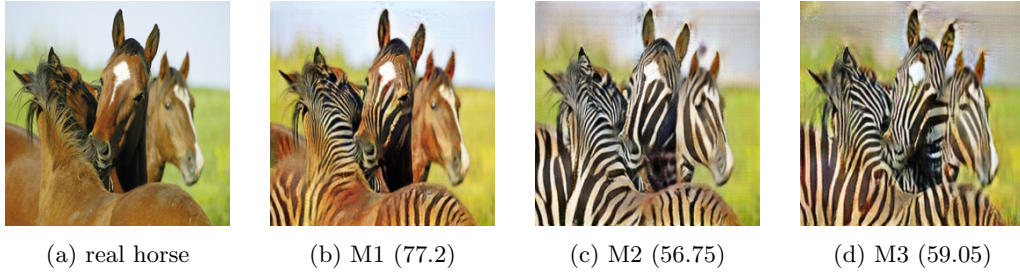 (a) real horse
(b) M1 (77.2)
(c) M2 (56.75)
(d) M3 (59.05)